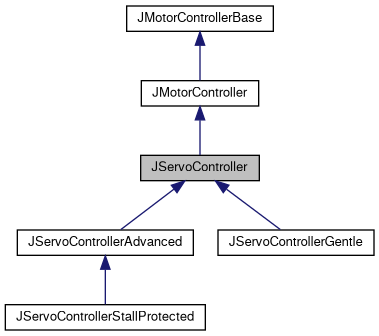 JMotorControllerBase
JMotorController
JServoController
JServoControllerAdvanced
JServoControllerGentle
JServoControllerStallProtected